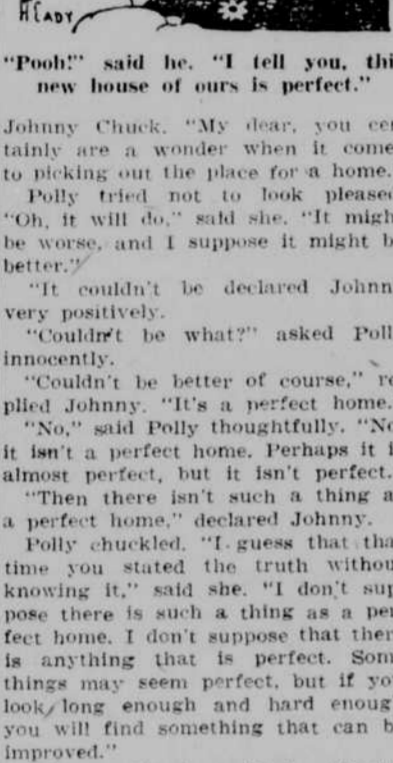 H CADY
"Pooh!" said he. "I tell you, thi
new house of ours is perfect."
Johnny Chuck. "My dear, you cer
tainly are a wonder when it come
to picking out the place for a home.
Polly tried not to look please
"Oh, it will do," said she. "It migh
be worse, and I suppose it might b
better."
"It couldn't be declared Johnn
very positively.
"Couldn't be what?" asked Poll
innocently.
"Couldn't be better of course," re
plied Johnny. "It's a perfect home.
"No," said Polly thoughtfully. "No
it isn't a perfect home. Perhaps it i
almost perfect, but it isn't perfect.
"Then there isn't such a thing a
a perfect home," declared Johnny.
Polly chuckled. "I guess that tha
time you stated the truth withou
knowing it," said she. "I don't sup
pose there is such a thing as a per
fect home. I don't suppose that ther
is anything that is perfect. Som
things may seem perfect, but if yo
look long enough and hard enoug
you will find something that can b
improved."